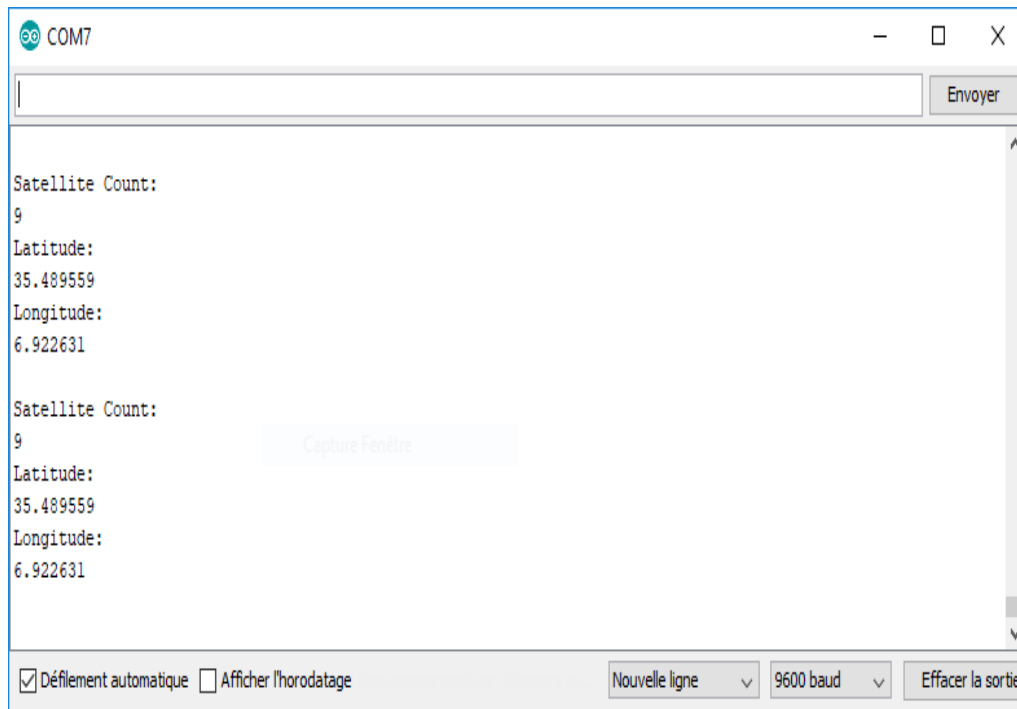 COM7
Envoyer
Satellite Count:
9
Latitude:
35.489559
Longitude:
6.922631
Satellite Count:
9
Latitude:
35.489559
Longitude:
6.922631
Capture Fenêtre
Défilement automatique Afficher l'horodatage Nouvelle ligne 9600 baud Effacer la sortie